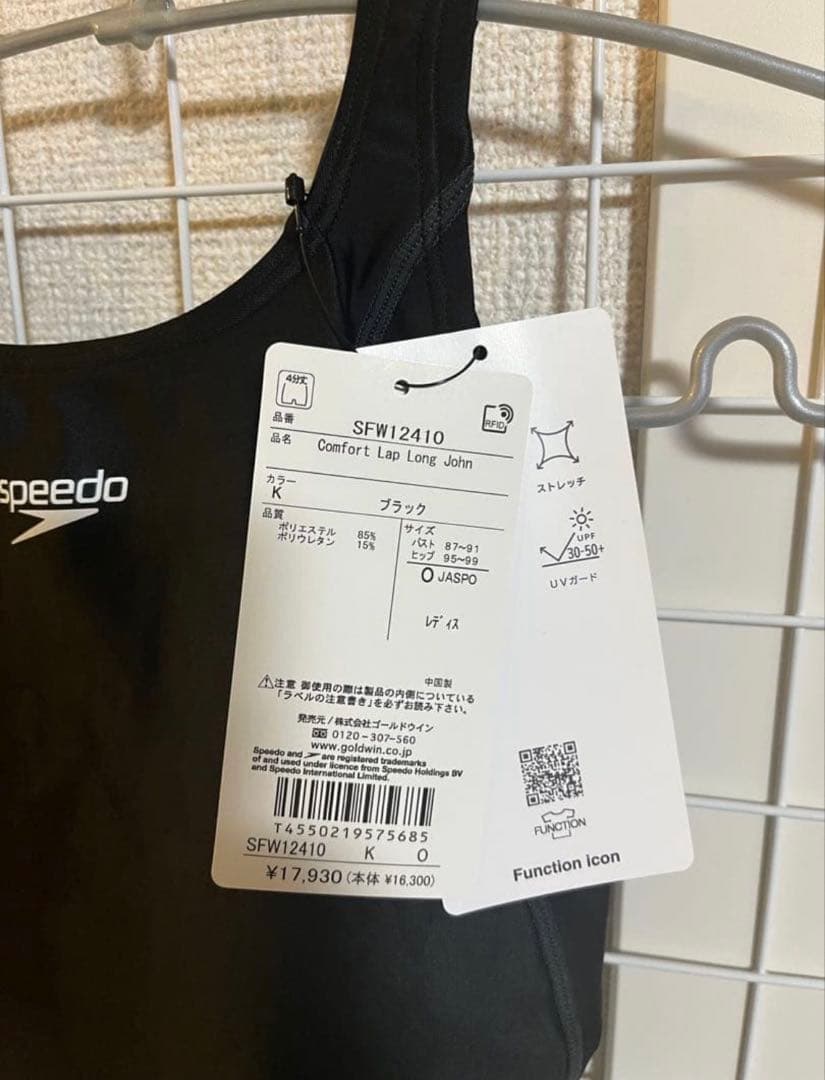 speedo
4分丈
RFID
品番 SFW12410
品名 Comfort Lap Long John
カラー
K ブラック
品質
ポリエステル 85%
ポリウレタン 15%
サイズ
バスト 87~91
ヒップ 95~99
O JASPO
レディス
中国製
注意 御使用の際は製品の内側についている
「ラベルの注意書き」を必ずお読み下さい。
発売元/株式会社ゴールドウイン
0120-307-560
www.goldwin.co.jp
Speedo and are registered trademarks
of and used under licence from Speedo Holdings BV
and Speedo International Limited.
T4550219575685
SFW12410 K O
¥17,930(本体 ¥16,300)
ストレッチ
UPF
30-50+
UVガード
FUNCTION
Function icon